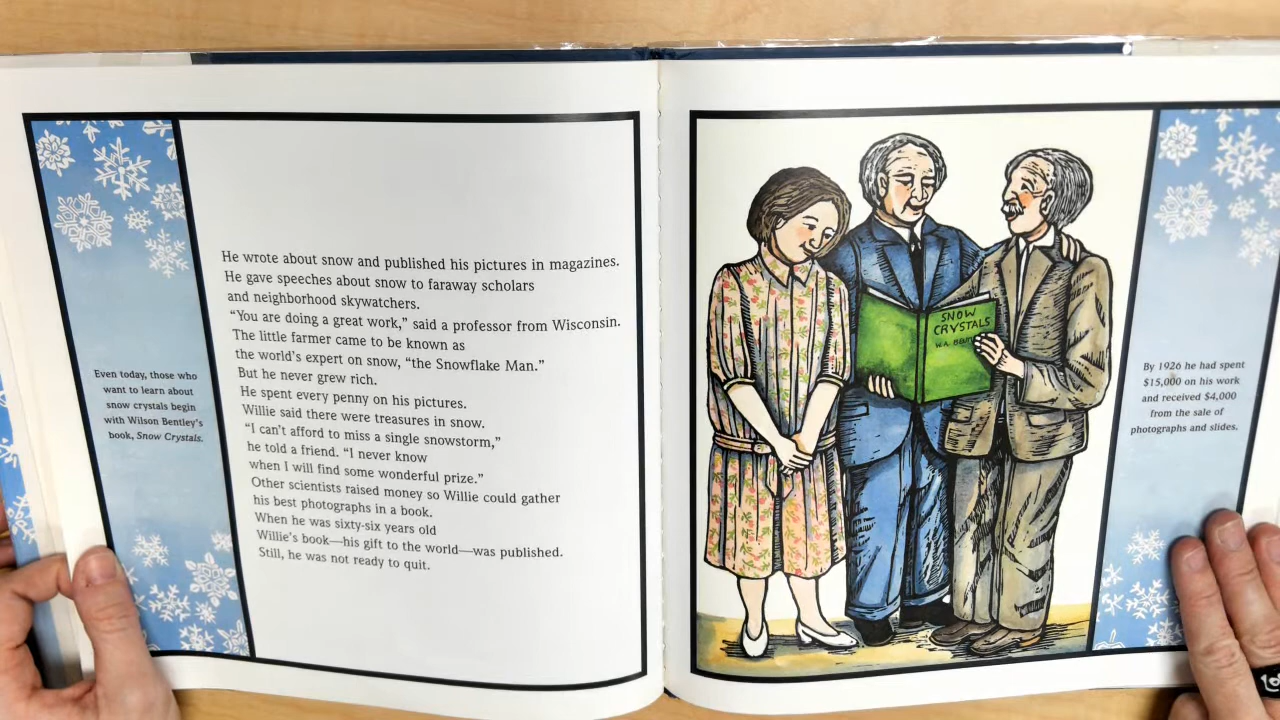 Even today, those who
want to learn about
snow crystals begin
with Wilson Bentley's
book, Snow Crystals.
He wrote about snow and published his pictures in magazines.
He gave speeches about snow to faraway scholars
and neighborhood skywatchers.
“You are doing a great work,” said a professor from Wisconsin.
The little farmer came to be known as
the world's expert on snow, “the Snowflake Man.”
But he never grew rich.
He spent every penny on his pictures.
Willie said there were treasures in snow.
“I can't afford to miss a single snowstorm,”
he told a friend. “I never know
when I will find some wonderful prize.”
Other scientists raised money so Willie could gather
his best photographs in a book.
When he was sixty-six years old
Willie's book—his gift to the world—was published.
Still, he was not ready to quit.
SNOW
CRYSTALS
W.A.
By 1926 he had spent
$15,000 on his work
and received $4,000
from the sale of
photographs and slides.